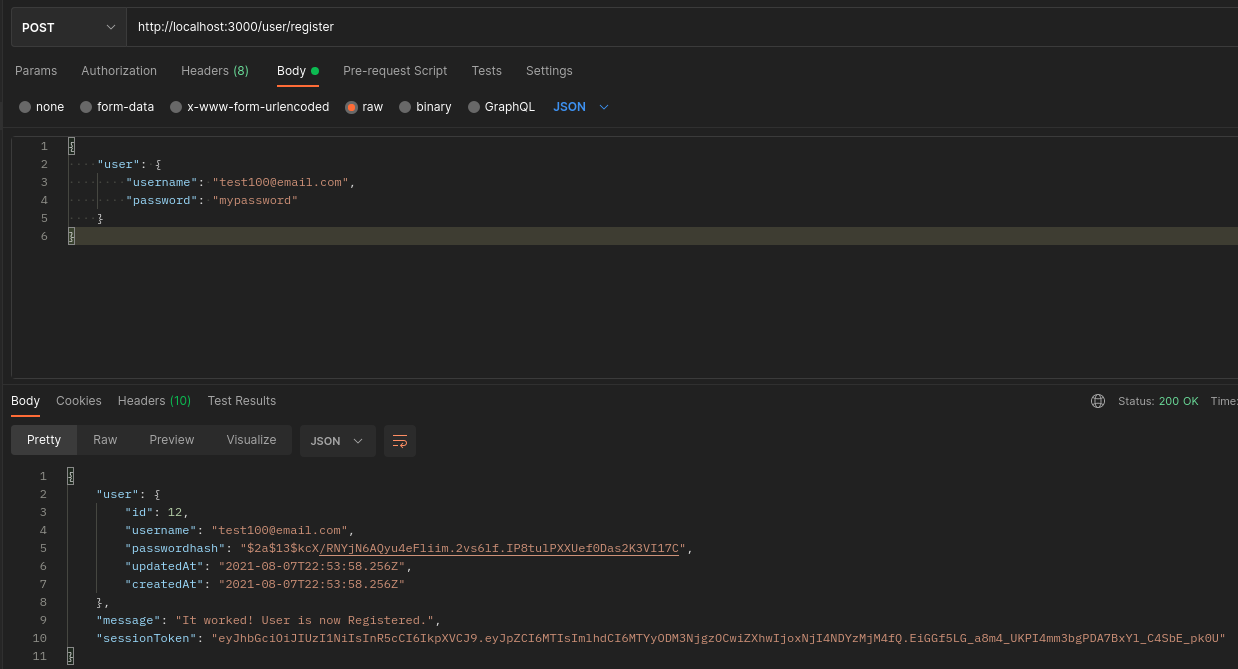 POST http://localhost:3000/user/register
Params Authorization Headers (8) Body Pre-request Script Tests Settings
none form-data x-www-form-urlencoded raw binary GraphQL JSON
1 {
2 "user": {
3 "username": "test100@email.com",
4 "password": "mypassword"
5 }
6 }
Body Cookies Headers (10) Test Results Status: 200 OK Time:
Pretty Raw Preview Visualize JSON
1 {
2 "user": {
3 "id": 12,
4 "username": "test100@email.com",
5 "passwordhash": "$2a$13$kcX/RNYjN6AQyu4eFliim.2vs6lf.IP8tulPXXUef0Das2K3VI17C",
6 "updatedAt": "2021-08-07T22:53:58.256Z",
7 "createdAt": "2021-08-07T22:53:58.256Z"
8 },
9 "message": "It worked! User is now Registered.",
10 "sessionToken": "eyJhbGciOiJIUzI1NiIsInR5cCI6IkpXVCJ9.eyJpZCI6MTIsImlhdCI6MTYyODM3NjgzOCwiZXhwIjoxNjI4NDYzMjM4fQ.EiGGf5LG_a8m4_UKPI4mm3bgPDA7BxYl_C4SbE_pk0U"
11 }